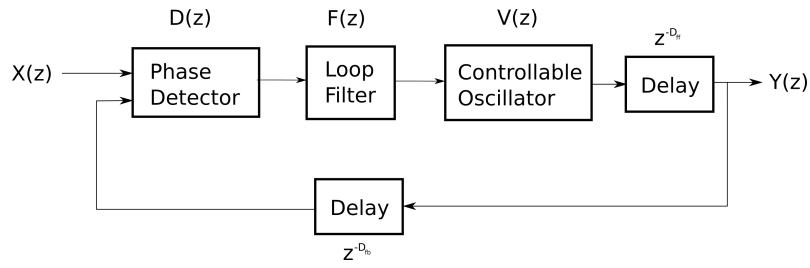 D(z)
F(z)
V(z)
z^-D_ff
X(z)
Phase
Detector
Loop
Filter
Controllable
Oscillator
Delay
Y(z)
Delay
z^-D_fb